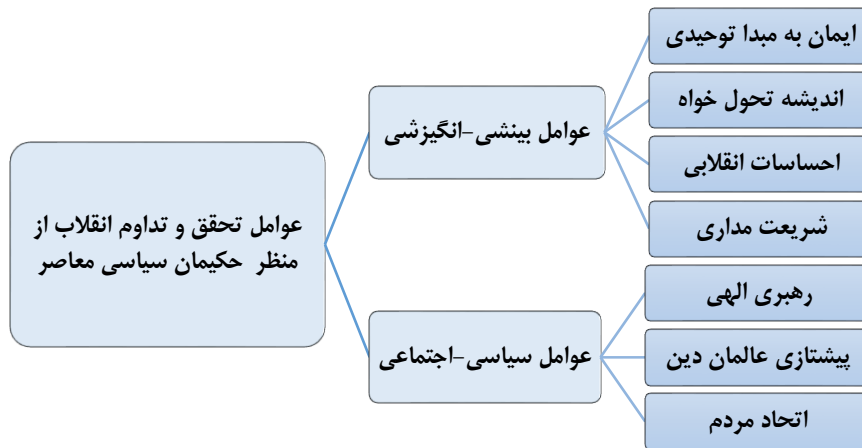 عوامل تحقق و تداوم انقلاب از
منظر حکیمان سیاسی معاصر
عوامل بینشی-انگیزشی
ایمان به مبدا توحیدی
اندیشه تحول خواه
احساسات انقلابی
شریعت مداری
عوامل سیاسی-اجتماعی
رهبری الهی
پیشتازی عالمان دین
اتحاد مردم